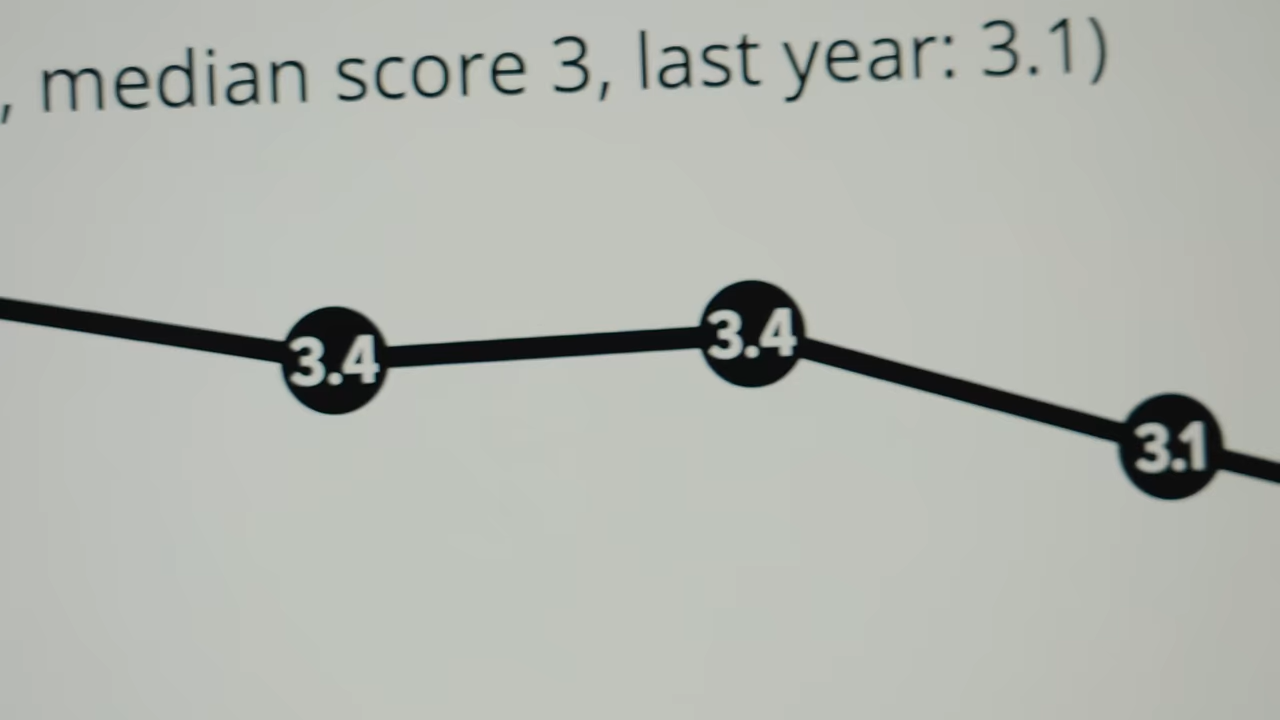 , median score 3, last year: 3.1)
3.4
3.4
3.1